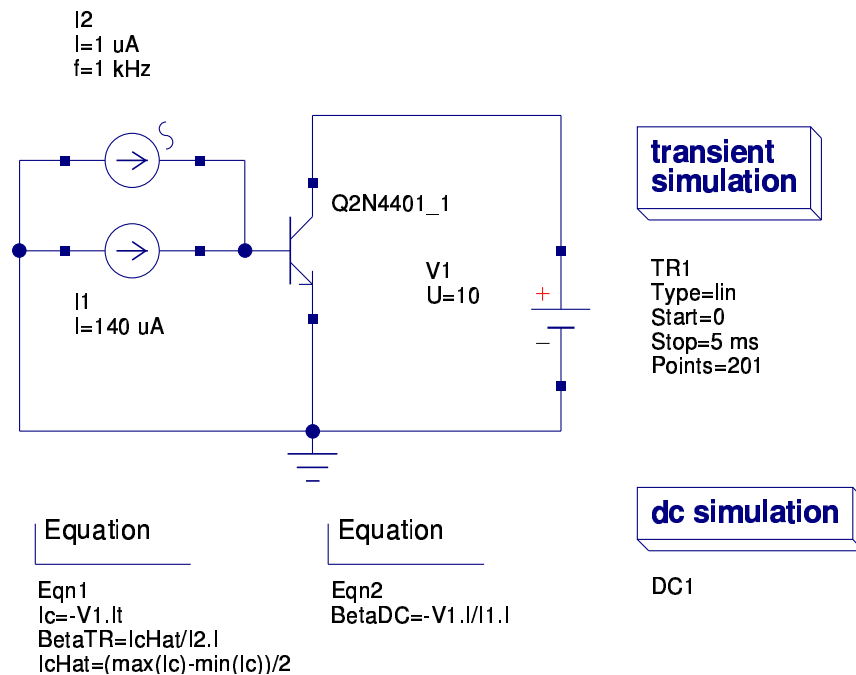 I2
I=1 uA
f=1 kHz
transient
simulation
Q2N4401_1
V1
U=10
TR1
Type=lin
Start=0
Stop=5 ms
Points=201
I1
I=140 uA
dc simulation
DC1
Equation
Eqn1
Ic=-V1.It
BetaTR=IcHat/I2.I
IcHat=(max(Ic)-min(Ic))/2
Equation
Eqn2
BetaDC=-V1.I/I1.I